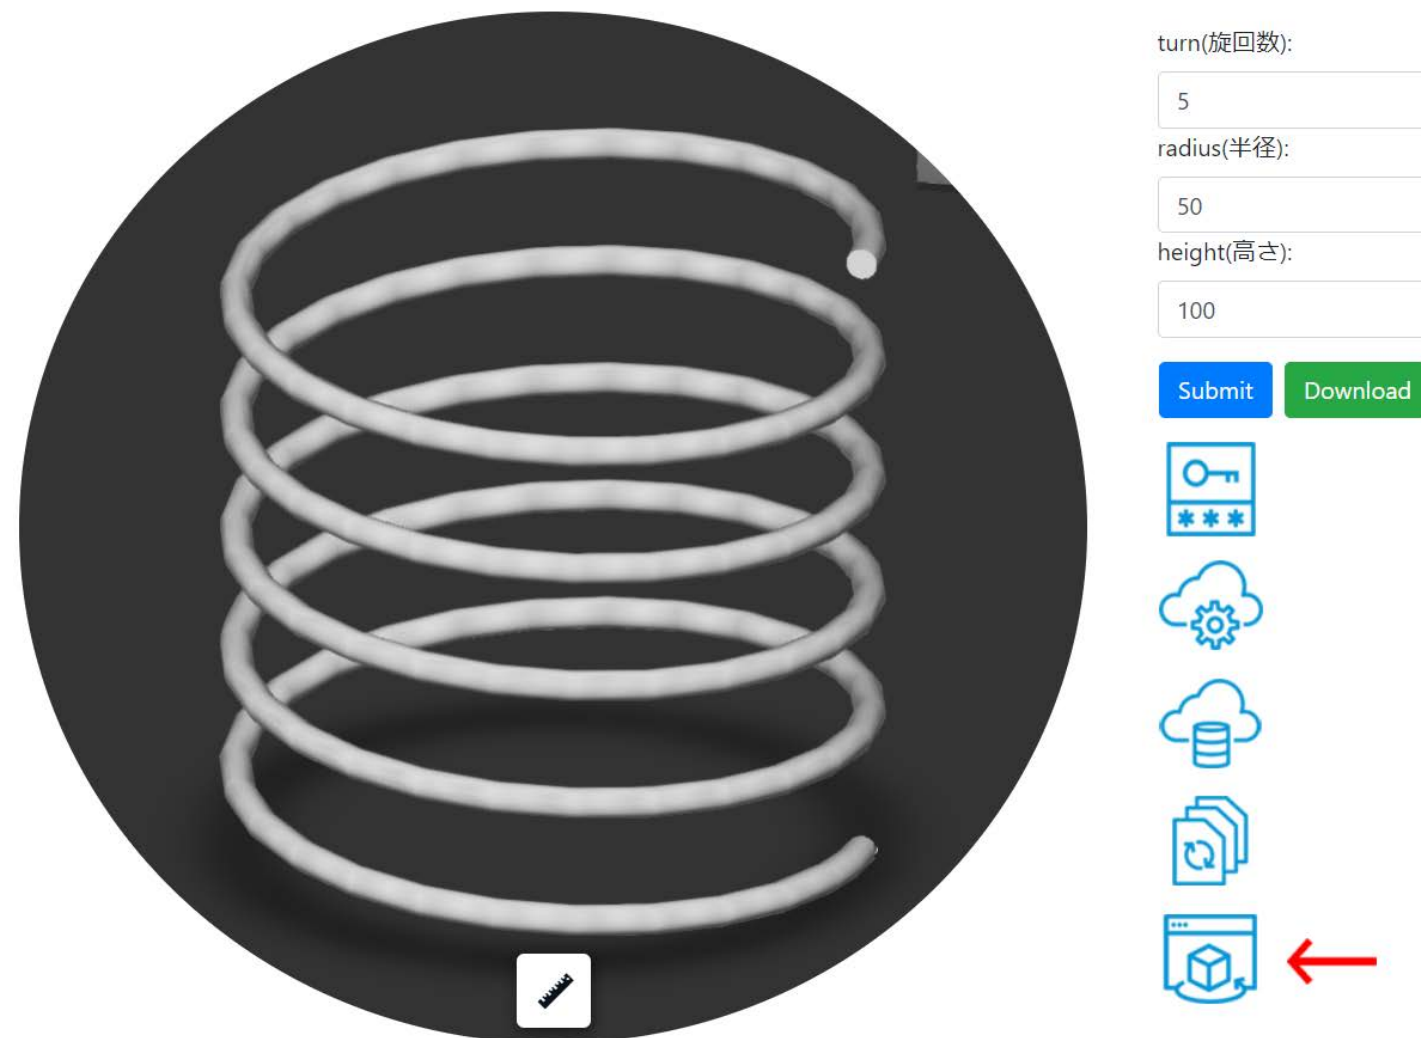 turn(旋回数):
5
radius(半径):
50
height(高さ):
100
Submit
Download
***